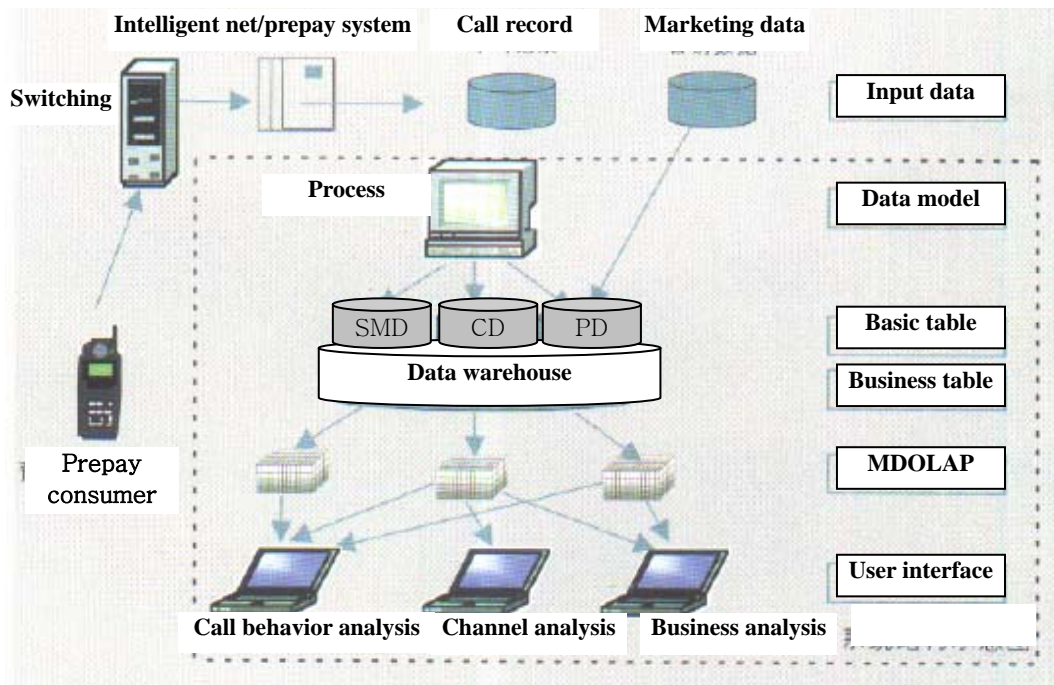 Intelligent net/prepay system
Call record
Marketing data
Switching
Input data
Process
Data model
SMD
CD
PD
Basic table
Data warehouse
Business table
Prepay
consumer
MDOLAP
User interface
Call behavior analysis
Channel analysis
Business analysis